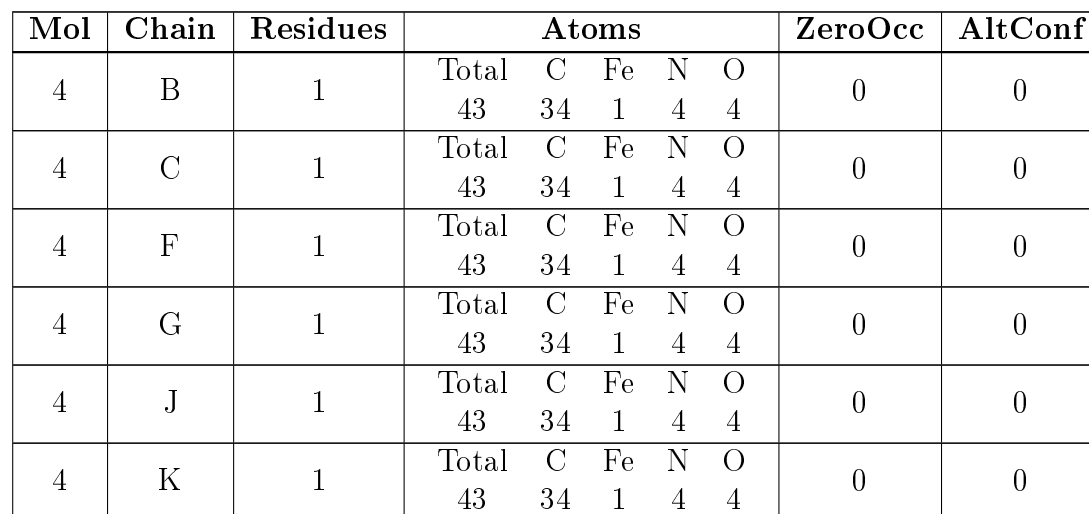 Mol Chain Residues Atoms ZeroOcc AltConf
4 B 1 Total C Fe N O 0 0
43 34 1 4 4
4 C 1 Total C Fe N O 0 0
43 34 1 4 4
4 F 1 Total C Fe N O 0 0
43 34 1 4 4
4 G 1 Total C Fe N O 0 0
43 34 1 4 4
4 J 1 Total C Fe N O 0 0
43 34 1 4 4
4 K 1 Total C Fe N O 0 0
43 34 1 4 4